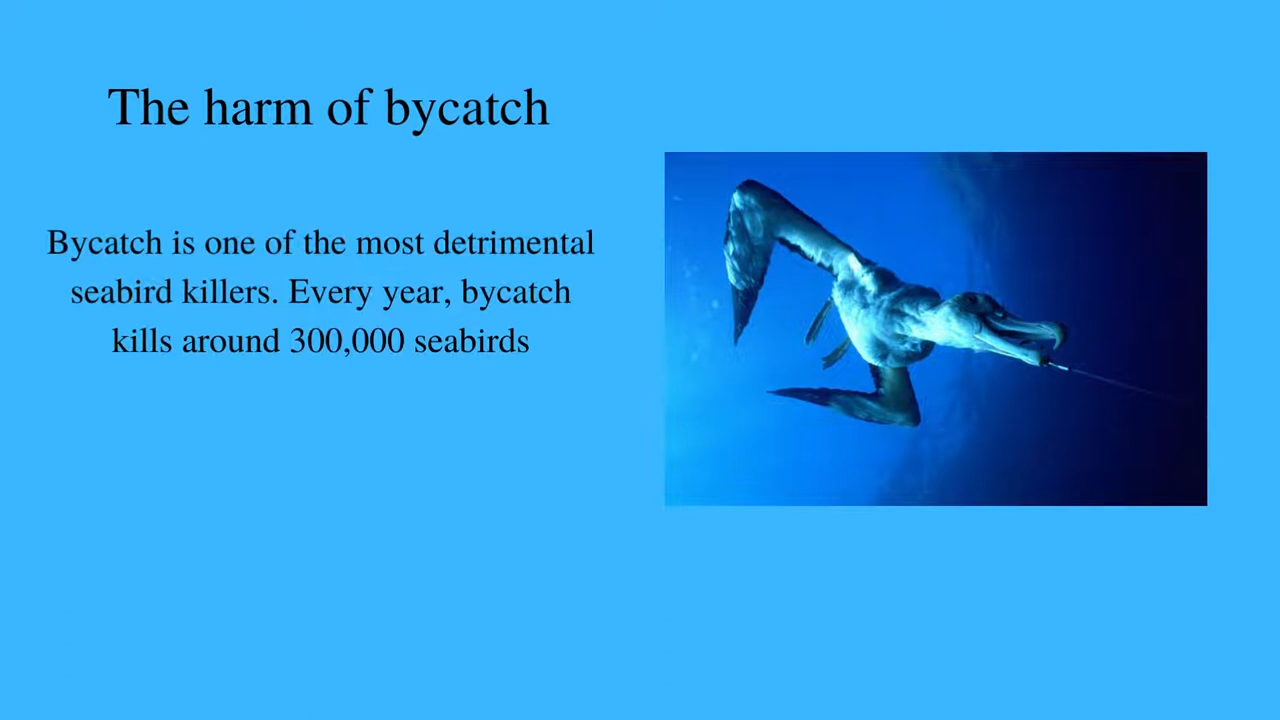 The harm of bycatch
Bycatch is one of the most detrimental
seabird killers. Every year, bycatch
kills around 300,000 seabirds